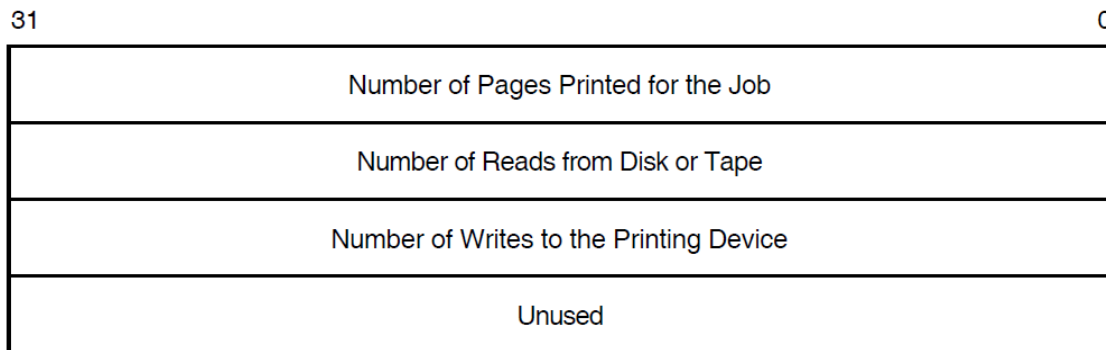 31 0
Number of Pages Printed for the Job
Number of Reads from Disk or Tape
Number of Writes to the Printing Device
Unused